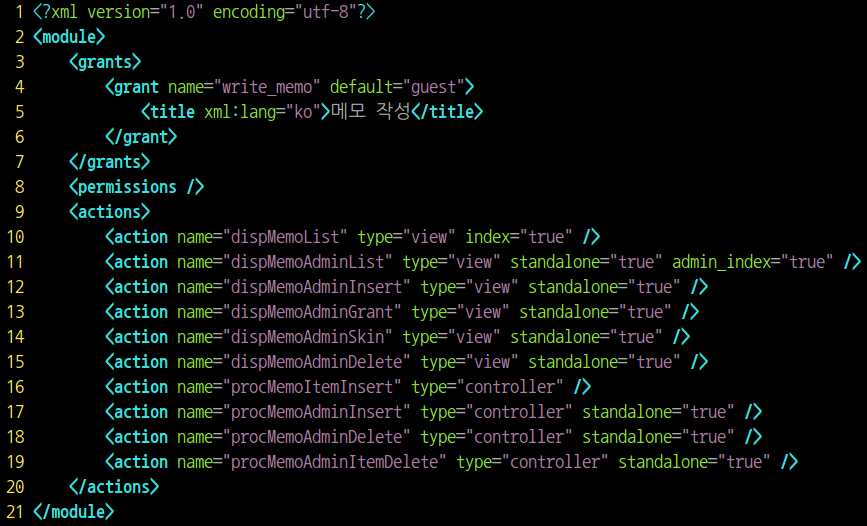 1 <?xml version="1.0" encoding="utf-8"?>
2 <module>
3     <grants>
4         <grant name="write_memo" default="guest">
5             <title xml:lang="ko">메모 작성</title>
6         </grant>
7     </grants>
8     <permissions />
9     <actions>
10         <action name="dispMemoList" type="view" index="true" />
11         <action name="dispMemoAdminList" type="view" standalone="true" admin_index="true" />
12         <action name="dispMemoAdminInsert" type="view" standalone="true" />
13         <action name="dispMemoAdminGrant" type="view" standalone="true" />
14         <action name="dispMemoAdminSkin" type="view" standalone="true" />
15         <action name="dispMemoAdminDelete" type="view" standalone="true" />
16         <action name="procMemoItemInsert" type="controller" />
17         <action name="procMemoAdminInsert" type="controller" standalone="true" />
18         <action name="procMemoAdminDelete" type="controller" standalone="true" />
19         <action name="procMemoAdminItemDelete" type="controller" standalone="true" />
20     </actions>
21 </module>